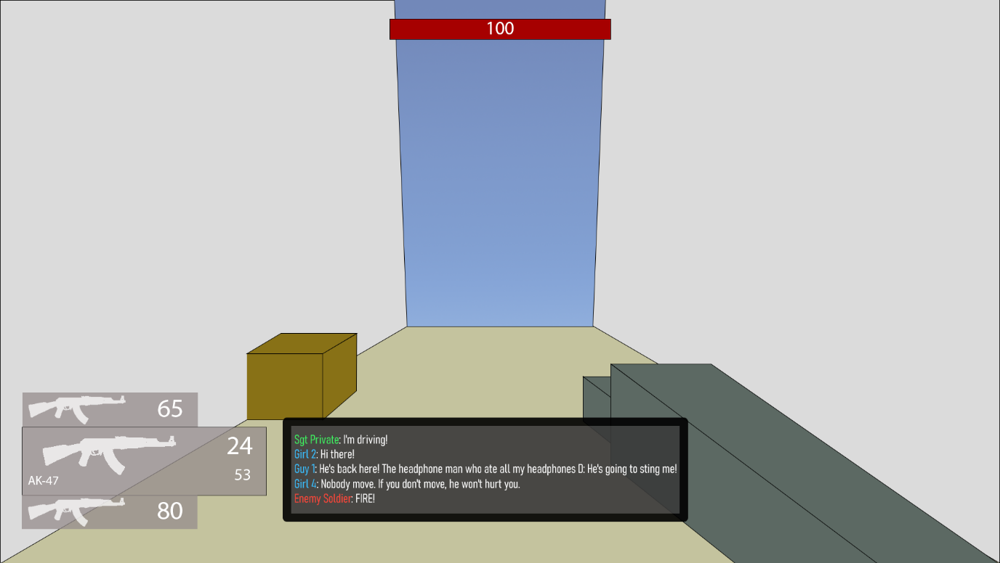 100
65
24
53
AK-47
80
Sgt Private: I'm driving!
Girl 2: Hi there!
Guy 1: He's back here! The headphone man who ate all my headphones D: He's going to sting me!
Girl 4: Nobody move. If you don't move, he won't hurt you.
Enemy Soldier: FIRE!